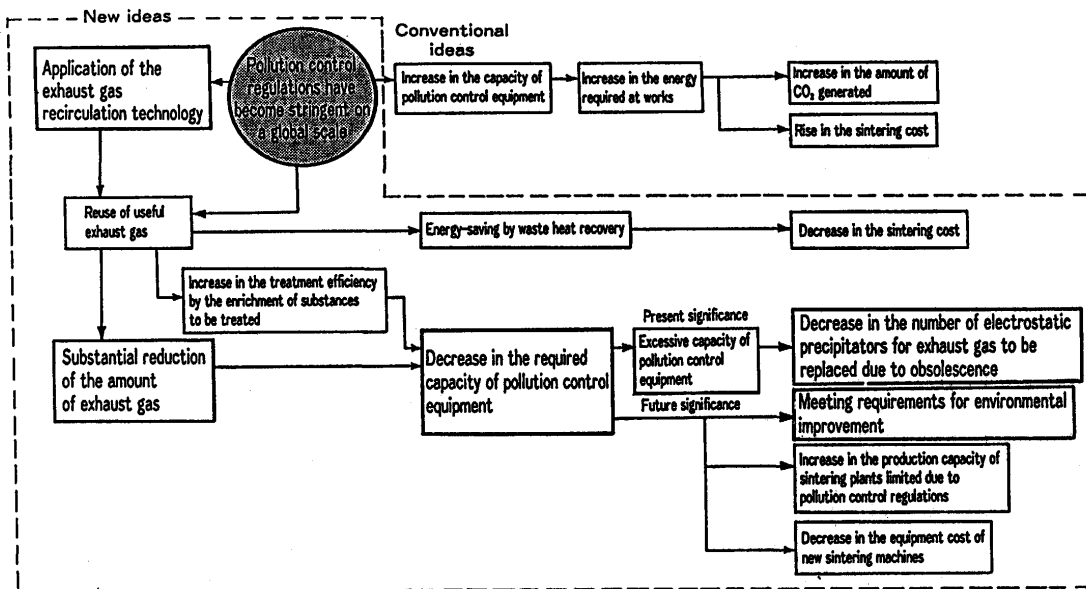 New ideas
Application of the
exhaust gas
recirculation technology
Pollution control
regulations have
become stringent on
a global scale
Conventional
ideas
Increase in the capacity of
pollution control equipment
Increase in the energy
required at works
Increase in the amount of
CO₂ generated
Rise in the sintering cost
Reuse of useful
exhaust gas
Energy-saving by waste heat recovery
Decrease in the sintering cost
Increase in the treatment efficiency
by the enrichment of substances
to be treated
Substantial reduction
of the amount
of exhaust gas
Decrease in the required
capacity of pollution control
equipment
Present significance
Excessive capacity of
pollution control
equipment
Decrease in the number of electrostatic
precipitators for exhaust gas to be
replaced due to obsolescence
Future significance
Meeting requirements for environmental
improvement
Increase in the production capacity of
sintering plants limited due to
pollution control regulations
Decrease in the equipment cost of
new sintering machines